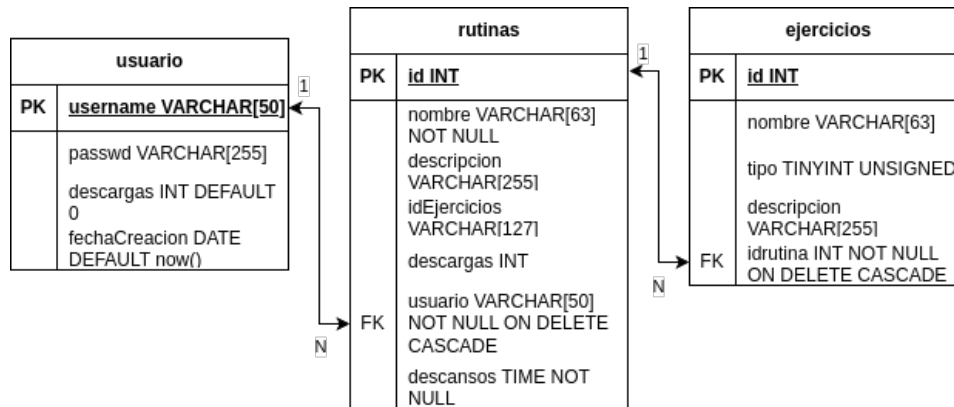 usuario
PK username VARCHAR[50]
passwd VARCHAR[255]
descargas INT DEFAULT
0
fechaCreacion DATE
DEFAULT now()
1
N
rutinas
PK id INT
nombre VARCHAR[63]
NOT NULL
descripcion
VARCHAR[255]
idEjercicios
VARCHAR[127]
descargas INT
FK usuario VARCHAR[50]
NOT NULL ON DELETE
CASCADE
descansos TIME NOT
NULL
1
N
ejercicios
PK id INT
nombre VARCHAR[63]
tipo TINYINT UNSIGNED
descripcion
VARCHAR[255]
FK idrutina INT NOT NULL
ON DELETE CASCADE